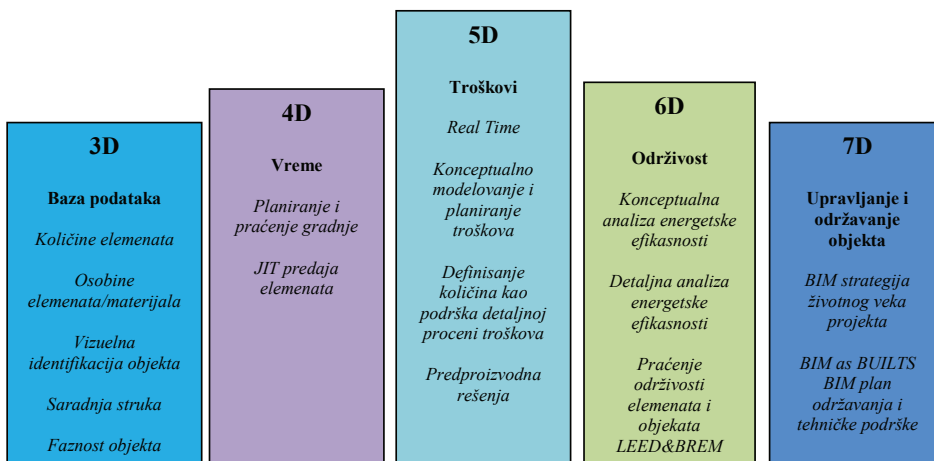 3D
Baza podataka
Količine elemenata
Osobine
elemenata/materijala
Vizuelna
identifikacija objekta
Saradnja struka
Faznost objekta
4D
Vreme
Planiranje i
praćenje gradnje
JIT predaja
elemenata
5D
Troškovi
Real Time
Konceptualno
modelovanje i
planiranje
troškova
Definisanje
količina kao
podrška detaljnoj
proceni troškova
Predproizvodna
rešenja
6D
Održivost
Konceptualna
analiza energetske
efikasnosti
Detaljna analiza
energetske
efikasnosti
Praćenje
održivosti
elemenata i
objekata
LEED&BREM
7D
Upravljanje i
održavanje
objekta
BIM strategija
životnog veka
projekta
BIM as BUILTS
BIM plan
održavanja i
tehničke podrške